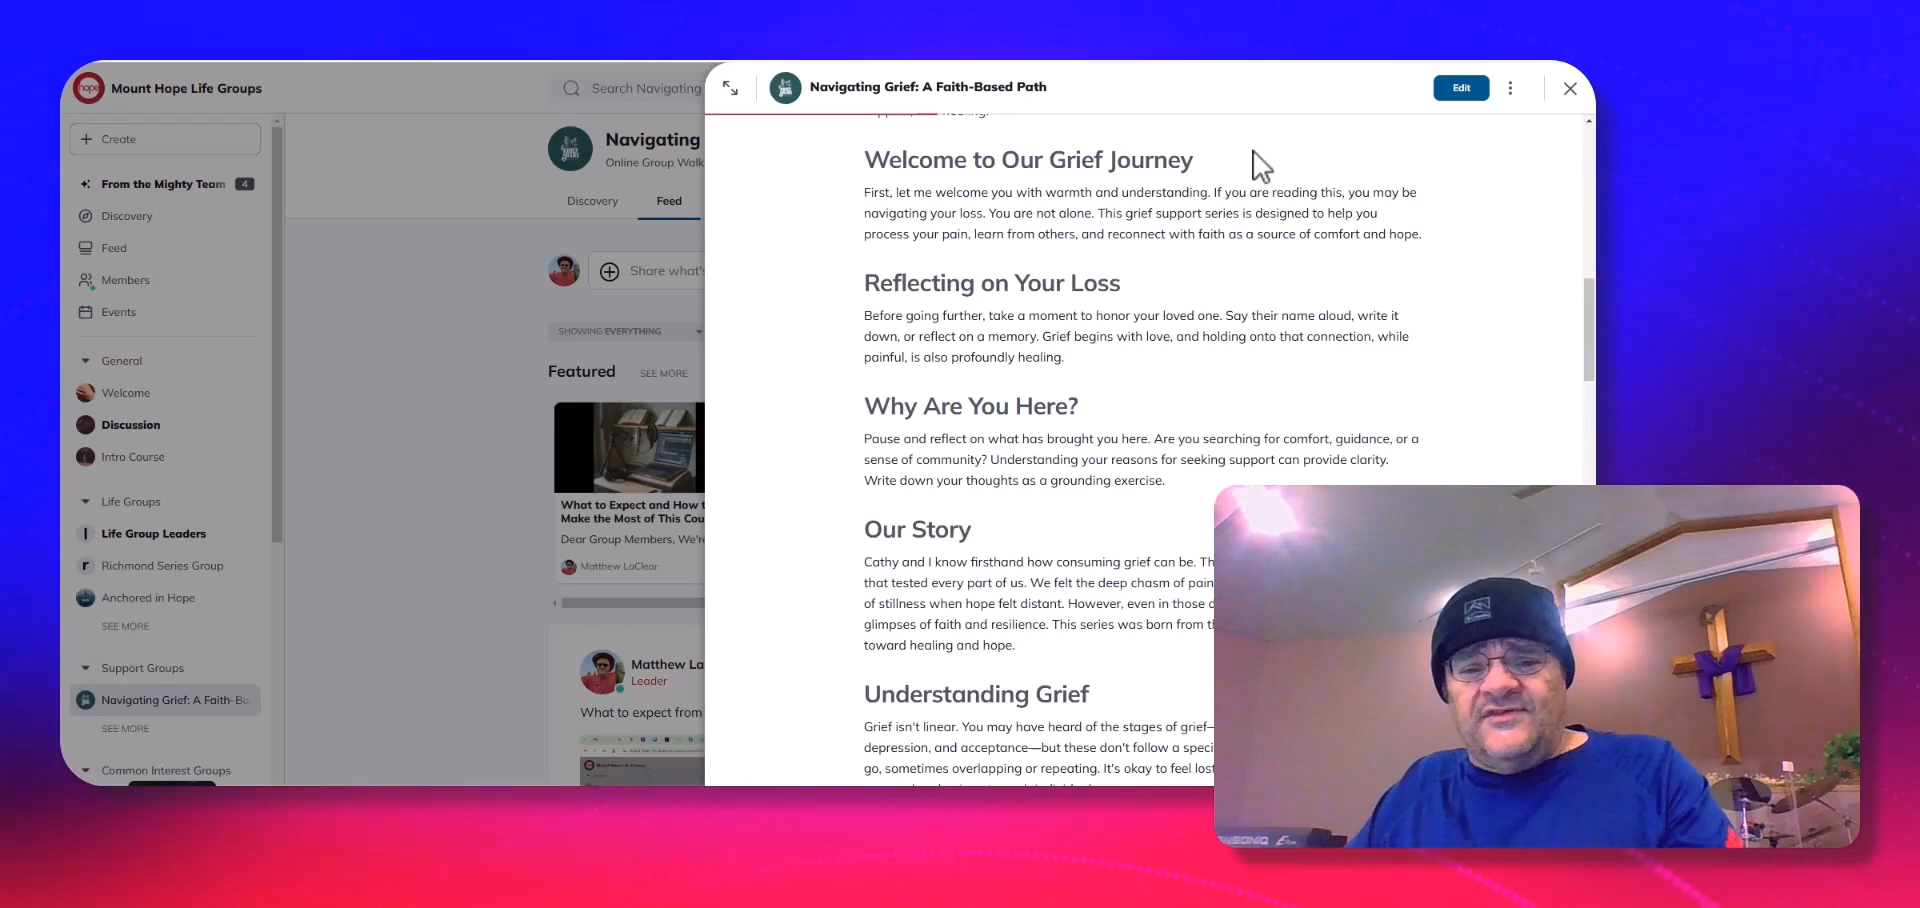 hope
Mount Hope Life Groups
Create
From the Mighty Team 4
Discovery
Feed
Members
Events
General
Welcome
Discussion
Intro Course
Life Groups
Life Group Leaders
r Richmond Series Group
Anchored in Hope
SEE MORE
Support Groups
Navigating Grief: A Faith-Ba
SEE MORE
Common Interest Groups
Search Navigating
Navigating
Online Group Walk
Discovery Feed
Share what's
SHOWING EVERYTHING
Featured SEE MORE
What to Expect and How t
Make the Most of This Cou
Dear Group Members, We're
Matthew LaClear
Matthew La
Leader
What to expect from
Mount Hope Life Groups
Navigating Grief: A Faith-Based Path
Edit
Welcome to Our Grief Journey
First, let me welcome you with warmth and understanding. If you are reading this, you may be
navigating your loss. You are not alone. This grief support series is designed to help you
process your pain, learn from others, and reconnect with faith as a source of comfort and hope.
Reflecting on Your Loss
Before going further, take a moment to honor your loved one. Say their name aloud, write it
down, or reflect on a memory. Grief begins with love, and holding onto that connection, while
painful, is also profoundly healing.
Why Are You Here?
Pause and reflect on what has brought you here. Are you searching for comfort, guidance, or a
sense of community? Understanding your reasons for seeking support can provide clarity.
Write down your thoughts as a grounding exercise.
Our Story
Cathy and I know firsthand how consuming grief can be. Th
that tested every part of us. We felt the deep chasm of pain
of stillness when hope felt distant. However, even in those d
glimpses of faith and resilience. This series was born from th
toward healing and hope.
Understanding Grief
Grief isn't linear. You may have heard of the stages of grief—
depression, and acceptance—but these don't follow a speci
go, sometimes overlapping or repeating. It's okay to feel lost